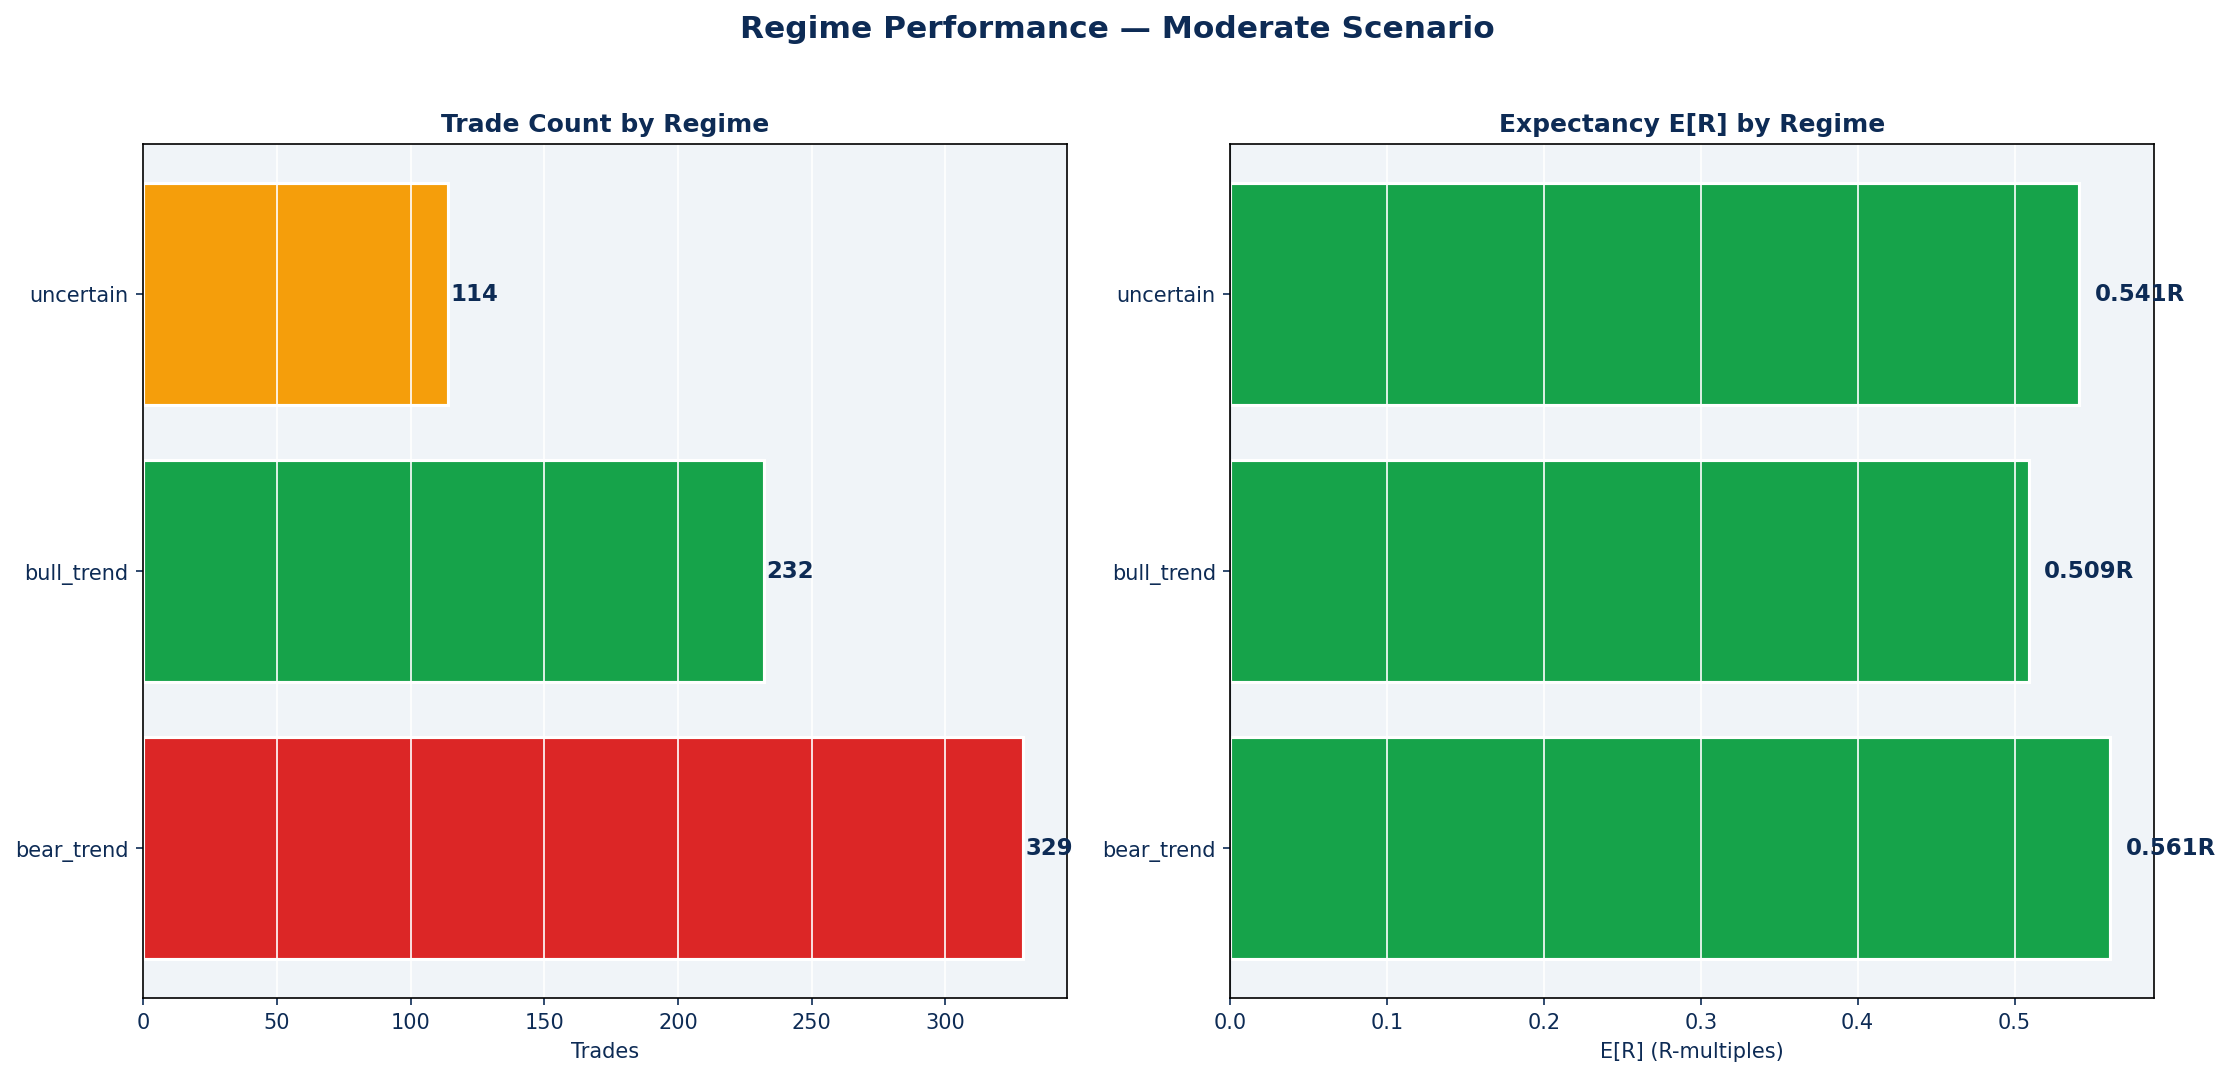 Regime Performance — Moderate Scenario
Trade Count by Regime
uncertain
114
bull_trend
232
bear_trend
329
0 50 100 150 200 250 300
Trades
Expectancy E[R] by Regime
uncertain
0.541R
bull_trend
0.509R
bear_trend
0.561R
0.0 0.1 0.2 0.3 0.4 0.5
E[R] (R-multiples)